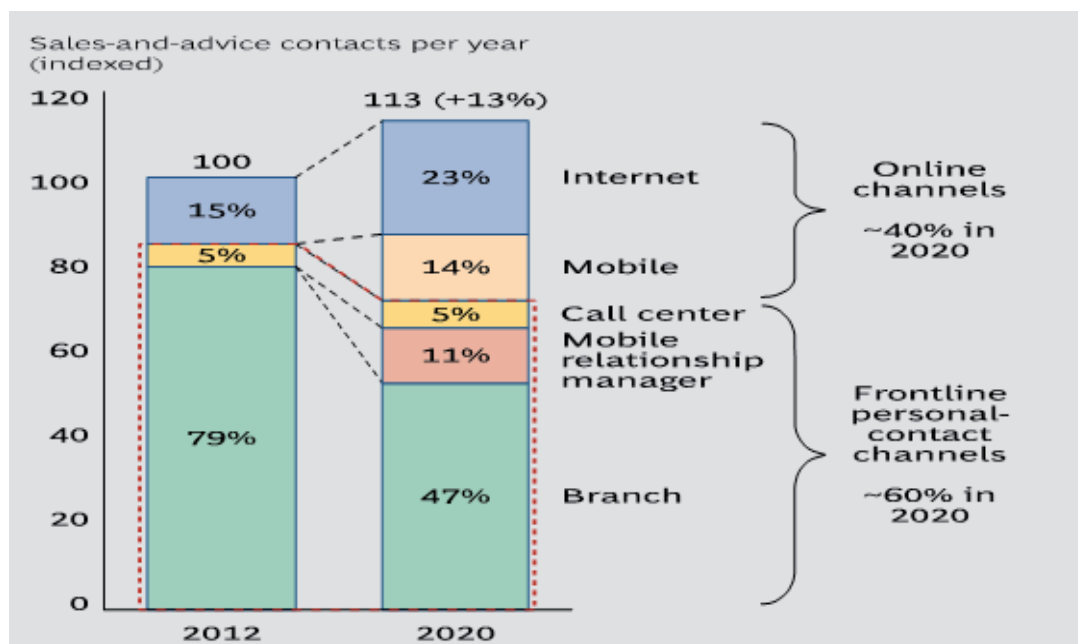 Sales-and-advice contacts per year
(indexed)
120
100
80
60
40
20
0
100
15%
5%
79%
2012
113 (+13%)
23%
14%
5%
11%
47%
2020
Internet
Mobile
Call center
Mobile
relationship
manager
Branch
Online
channels
~40% in
2020
Frontline
personal-
contact
channels
~60% in
2020